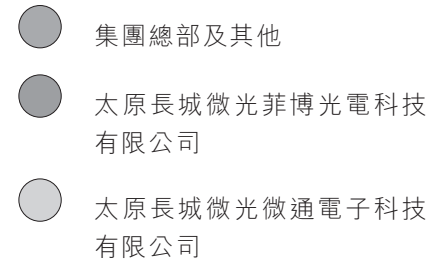 集團總部及其他
太原長城微光菲博光電科技
有限公司
太原長城微光微通電子科技
有限公司